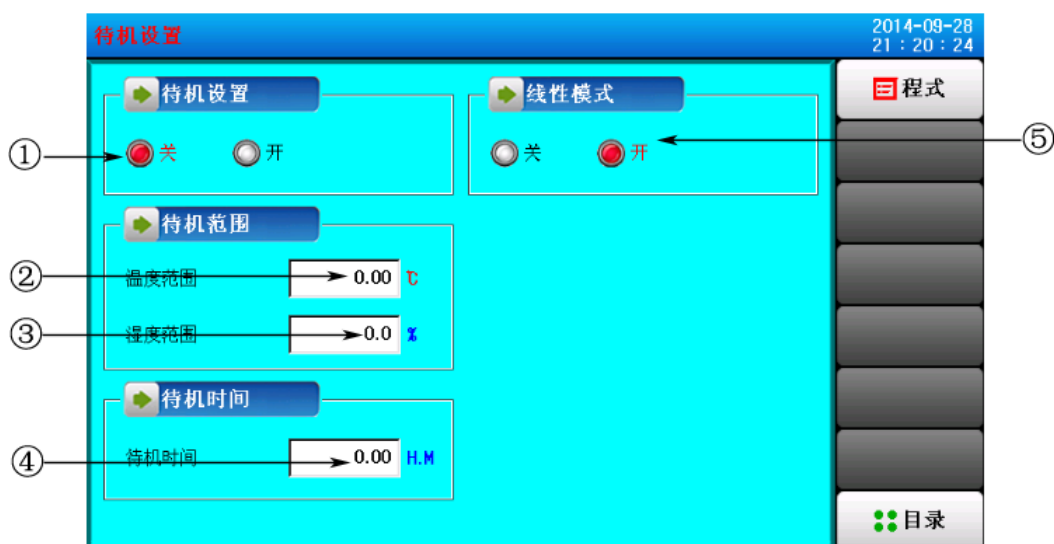 待机设置
2014-09-28
21:20:24
待机设置
线性模式
程式
① 关 开
关 开 ⑤
待机范围
② 温度范围 0.00 ℃
③ 湿度范围 0.0 %
待机时间
④ 待机时间 0.00 H.M
目录